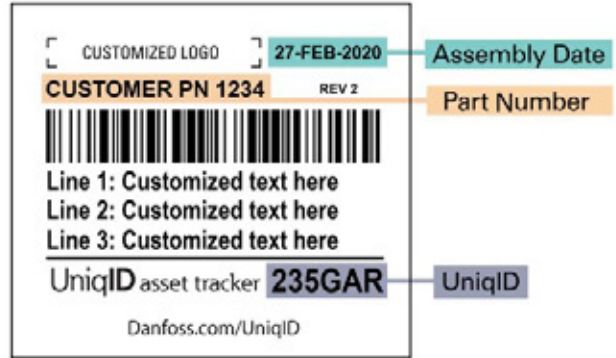 CUSTOMIZED LOGO 27-FEB-2020 Assembly Date
CUSTOMER PN 1234 REV 2 Part Number
Line 1: Customized text here
Line 2: Customized text here
Line 3: Customized text here
UniqID asset tracker 235GAR UniqID
Danfoss.com/UniqID